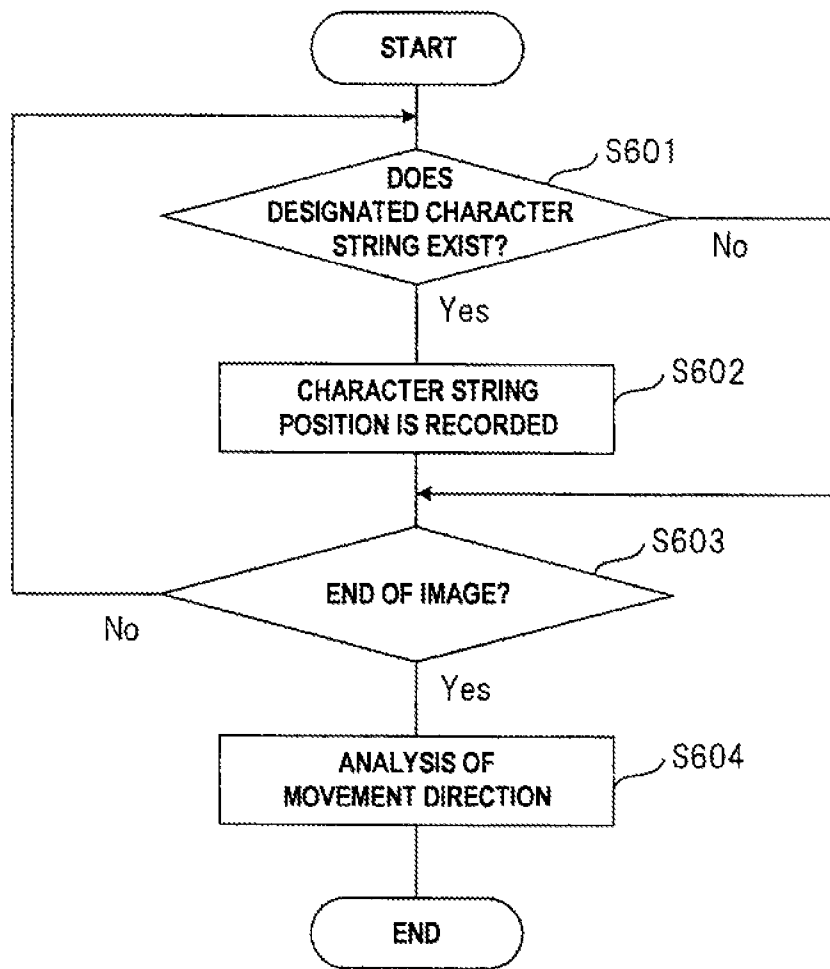 START
S601
DOES
DESIGNATED CHARACTER
STRING EXIST?
No
Yes
S602
CHARACTER STRING
POSITION IS RECORDED
S603
END OF IMAGE?
No
Yes
S604
ANALYSIS OF
MOVEMENT DIRECTION
END